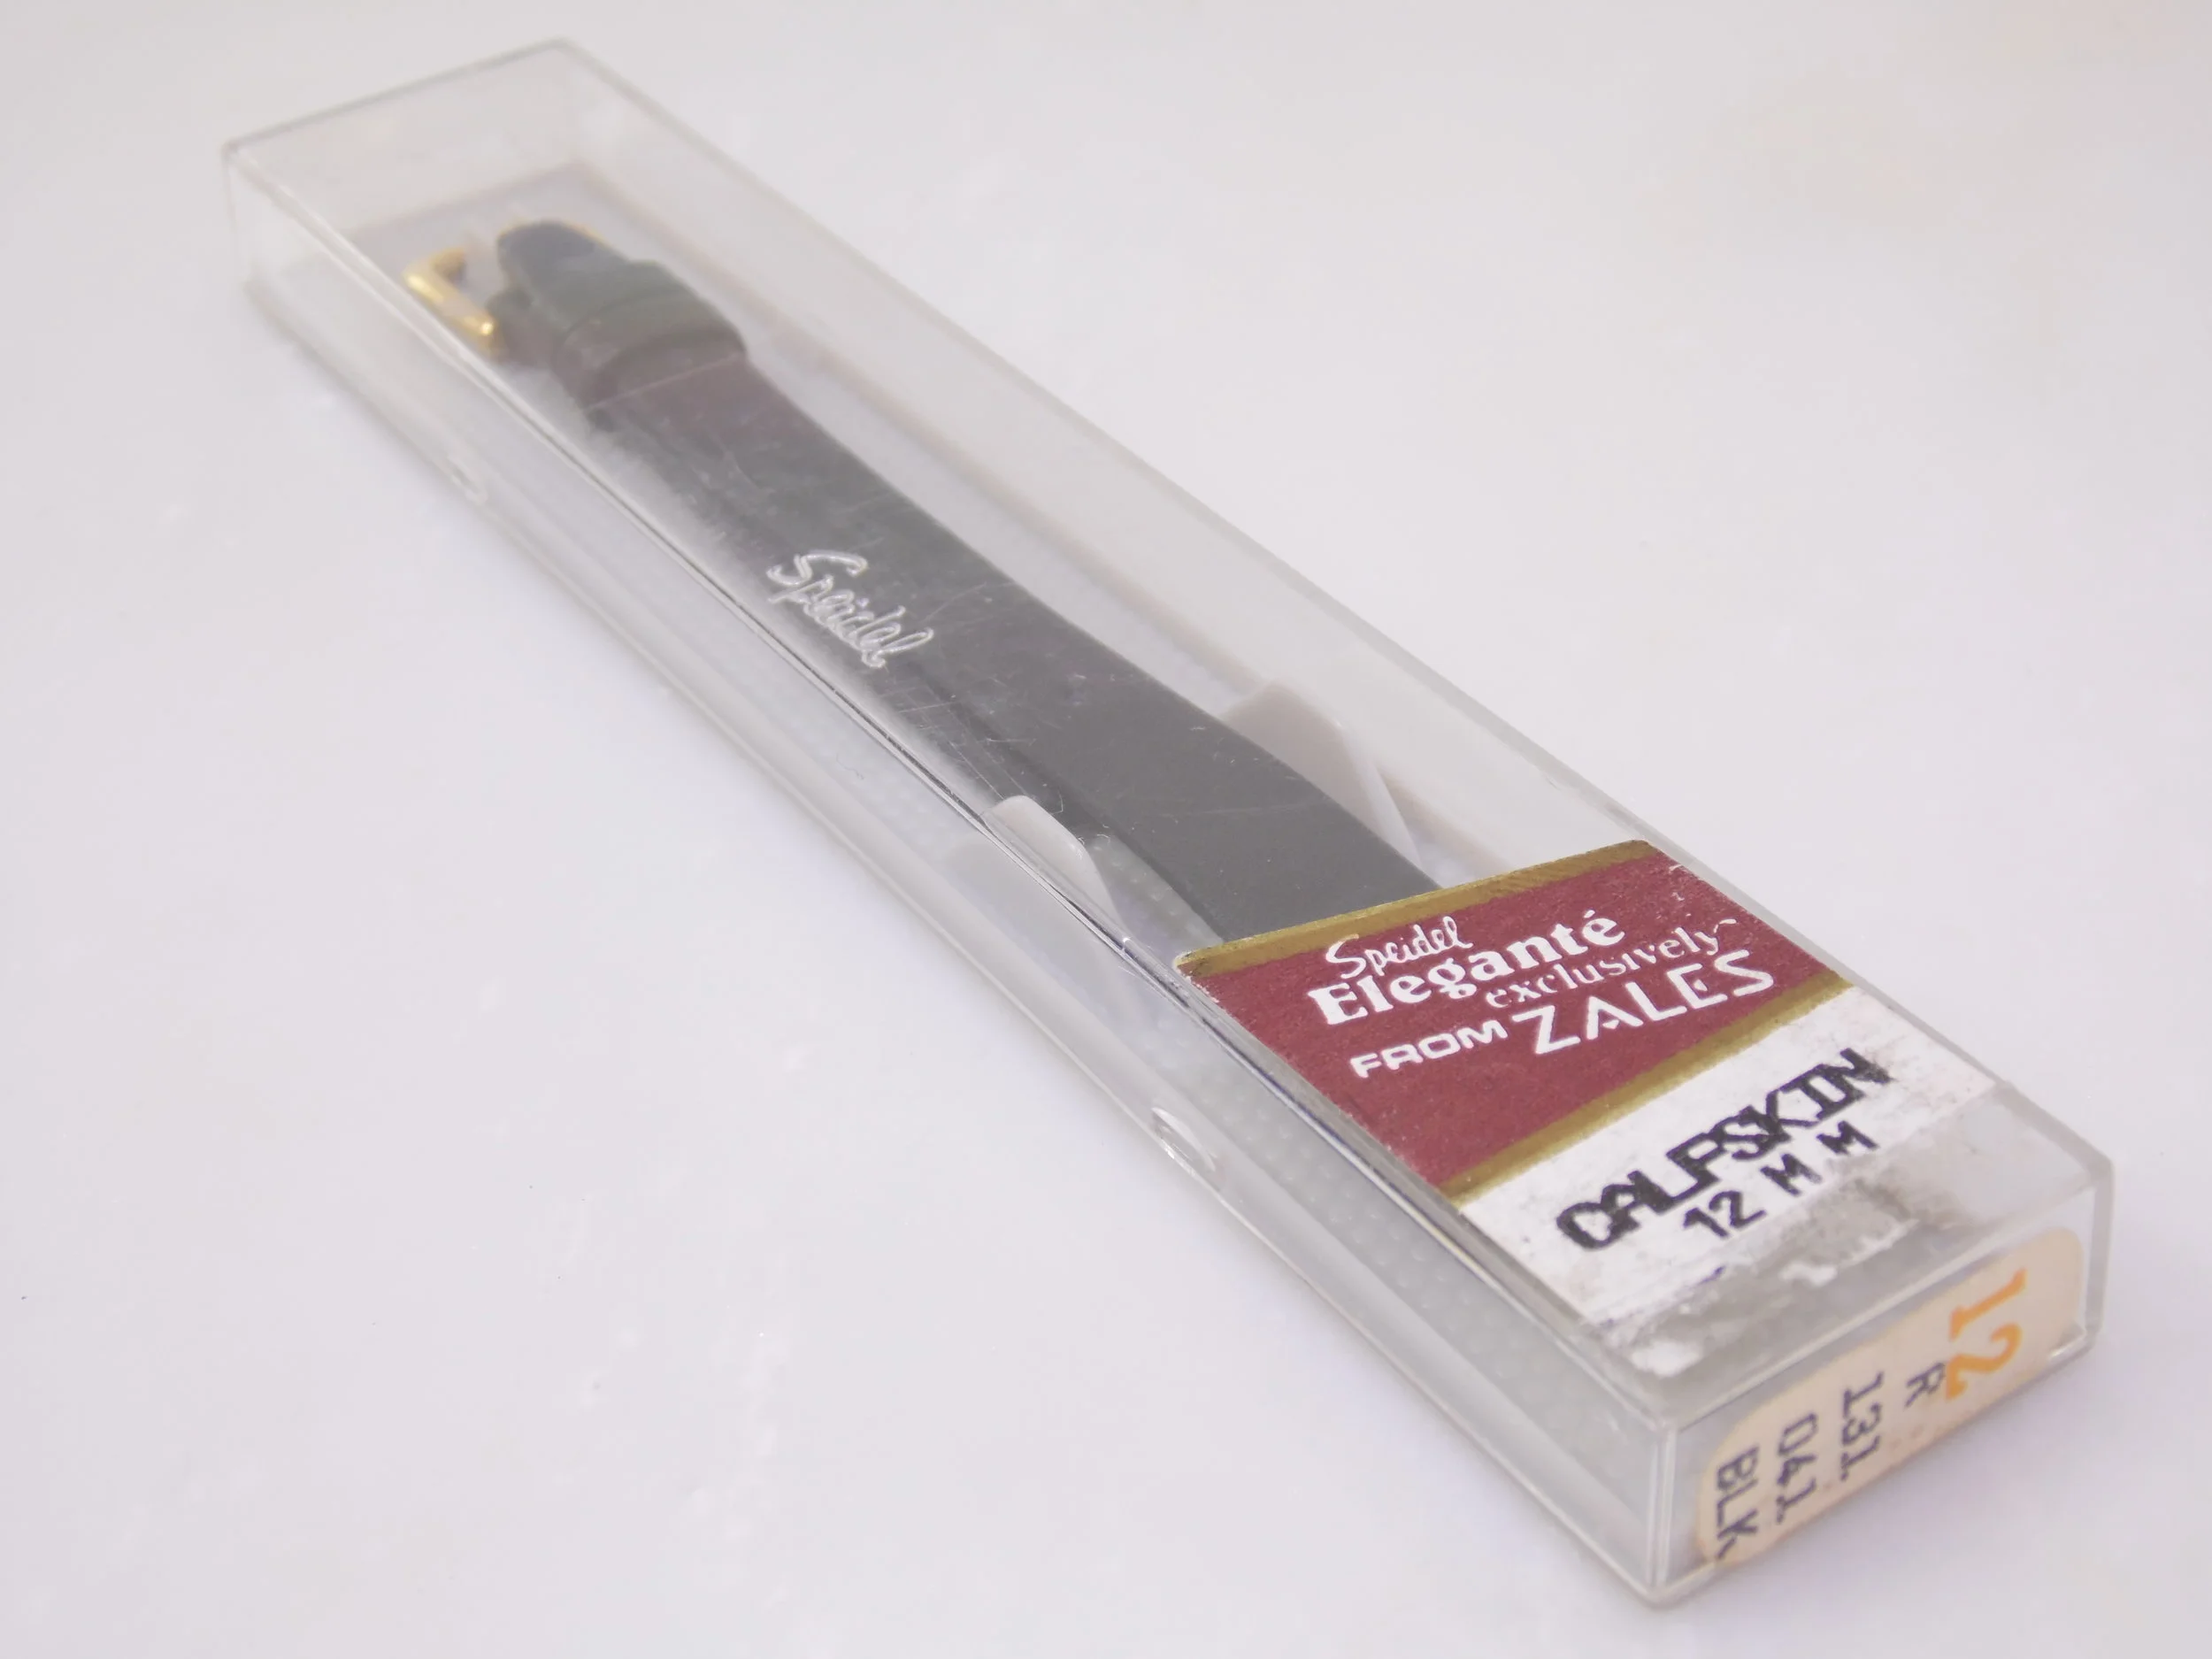 Speidel
Speidel
Eleganté
exclusively
FROM ZALES
CALFSKIN
12 MM
12
R
131
041
BLK